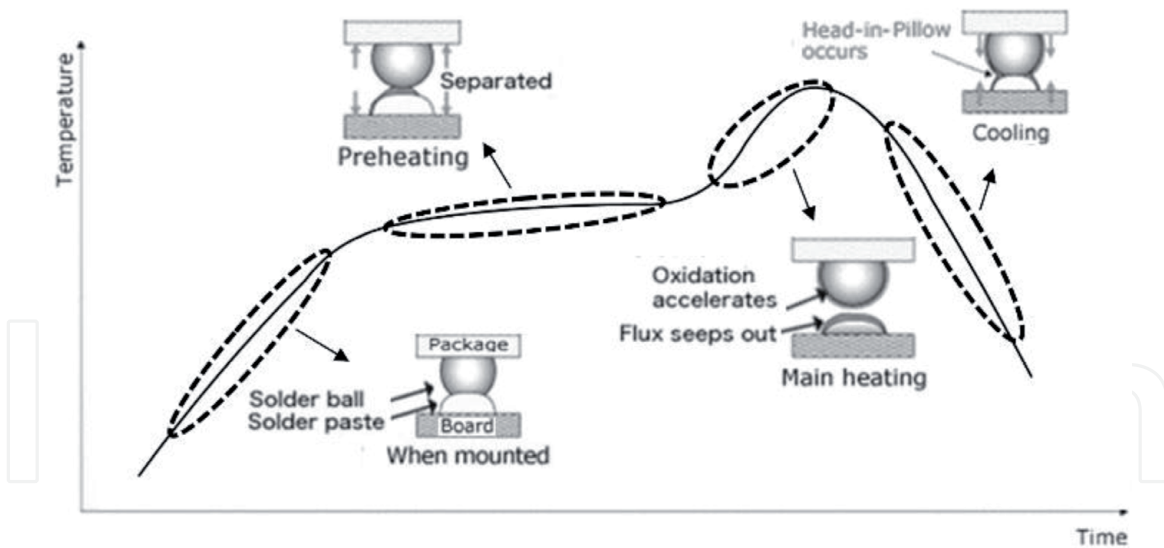 Temperature
Separated
Preheating
Head-in-Pillow
occurs
Cooling
Oxidation
accelerates
Flux seeps out
Main heating
Package
Solder ball
Solder paste
Board
When mounted
Time